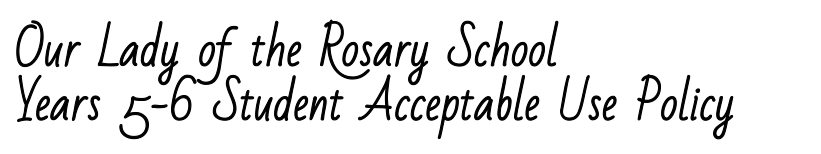 Our Lady of the Rosary School
Years 5-6 Student Acceptable Use Policy